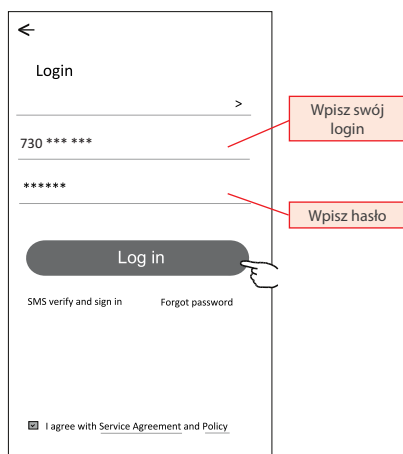 Login
>
Wpisz swój
login
730 *** ***
******
Wpisz hasło
Log in
SMS verify and sign in Forgot password
I agree with Service Agreement and Policy